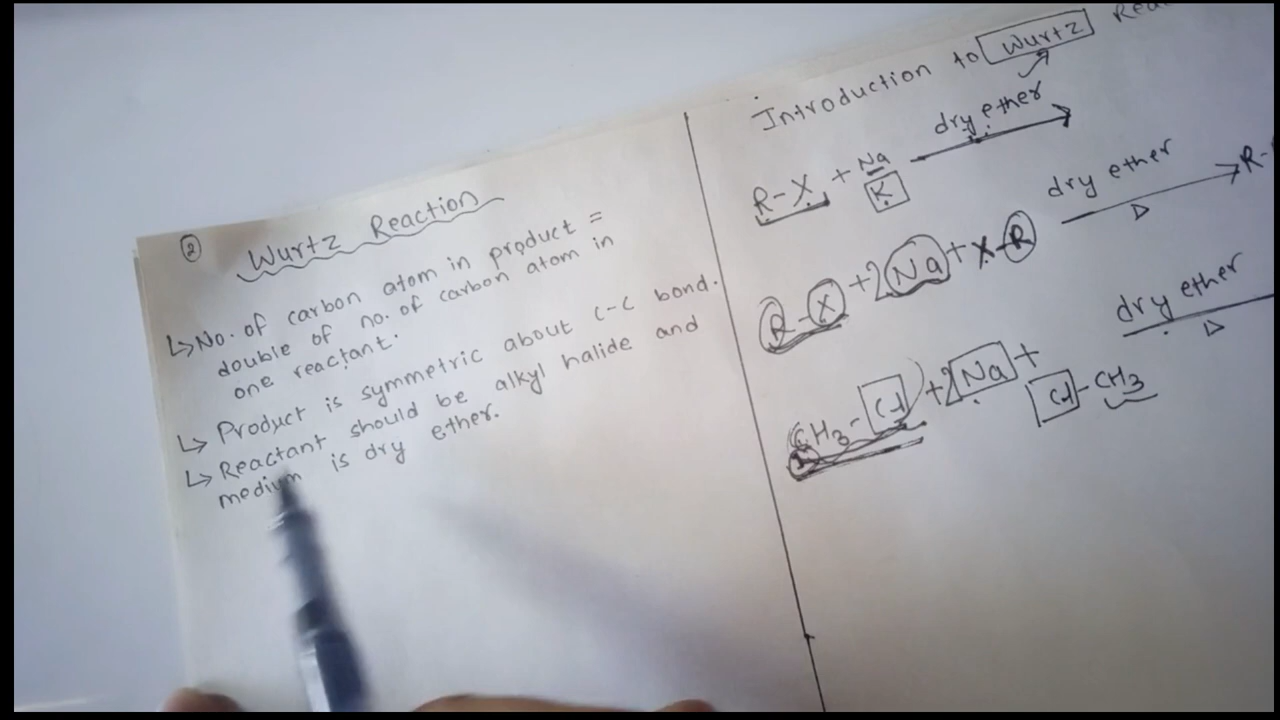 ② Wurtz Reaction
↳ No. of carbon atom in product =
double of no. of carbon atom in
one reactant.
↳ Product is symmetric about C-C bond.
↳ Reactant should be alkyl halide and
medium is dry ether.
Introduction to Wurtz
dry ether
R-X + Na
K
dry ether
R-X + 2Na + X-R
R-
dry ether
Δ
CH3-Cl + 2Na +
Cl-CH3
Δ